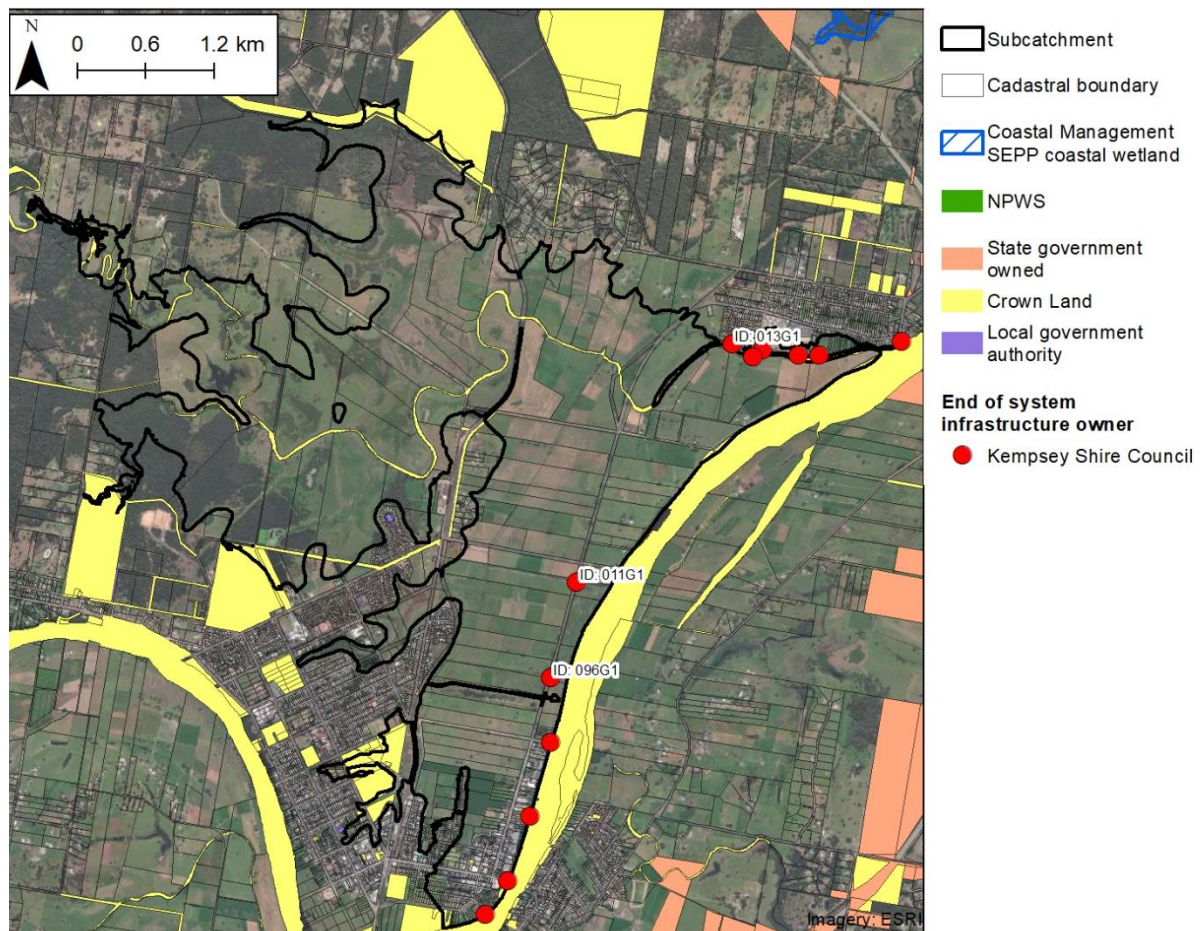 N
0 0.6 1.2 km
ID: 013G1
ID: 011G1
ID: 096G1
Imagery: ESRI
Subcatchment
Cadastral boundary
Coastal Management
SEPP coastal wetland
NPWS
State government
owned
Crown Land
Local government
authority
End of system
infrastructure owner
Kempsey Shire Council